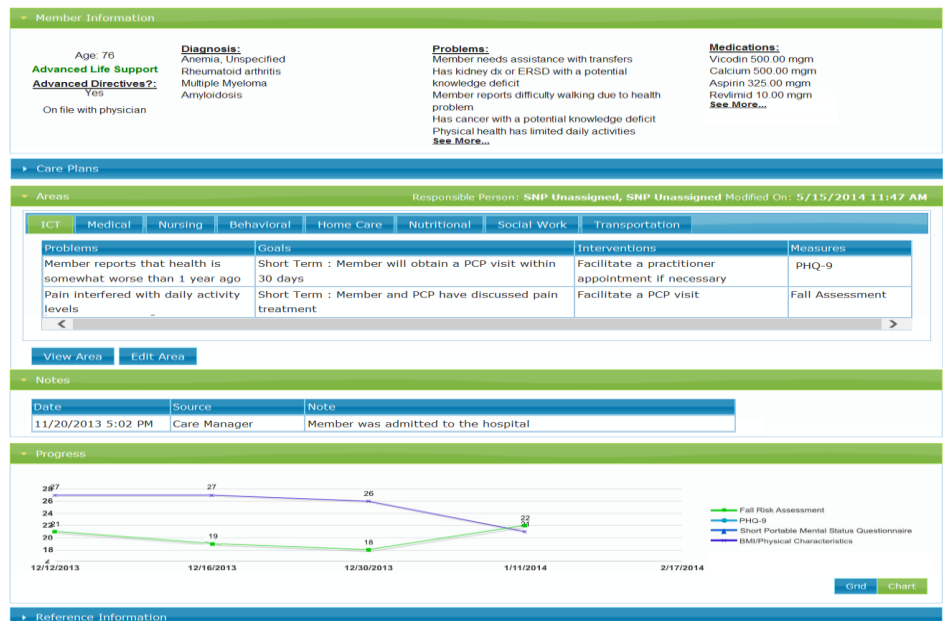 Member Information
Age: 76
Advanced Life Support
Advanced Directives?:
Yes
On file with physician
Diagnosis:
Anemia, Unspecified
Rheumatoid arthritis
Multiple Myeloma
Amyloidosis
Problems:
Member needs assistance with transfers
Has kidney dx or ERSD with a potential
knowledge deficit
Member reports difficulty walking due to health
problem
Has cancer with a potential knowledge deficit
Physical health has limited daily activities
See More...
Medications:
Vicodin 500.00 mgm
Calcium 500.00 mgm
Aspirin 325.00 mgm
Revlimid 10.00 mgm
See More...
Care Plans
Areas Responsible Person: SNP Unassigned, SNP Unassigned Modified On: 5/15/2014 11:47 AM
ICT Medical Nursing Behavioral Home Care Nutritional Social Work Transportation
Problems Goals Interventions Measures
Member reports that health is
somewhat worse than 1 year ago
Short Term : Member will obtain a PCP visit within
30 days
Facilitate a practitioner
appointment if necessary
PHQ-9
Pain interfered with daily activity
levels
Short Term : Member and PCP have discussed pain
treatment
Facilitate a PCP visit
Fall Assessment
View Area Edit Area
Notes
Date Source Note
11/20/2013 5:02 PM Care Manager Member was admitted to the hospital
Progress
28
26
24
22
20
18
27 27 26
21 19 18 22
21
12/12/2013 12/16/2013 12/30/2013 1/11/2014 2/17/2014
Fall Risk Assessment
PHQ-9
Short Portable Mental Status Questionnaire
BMI/Physical Characteristics
Grid Chart
Reference Information